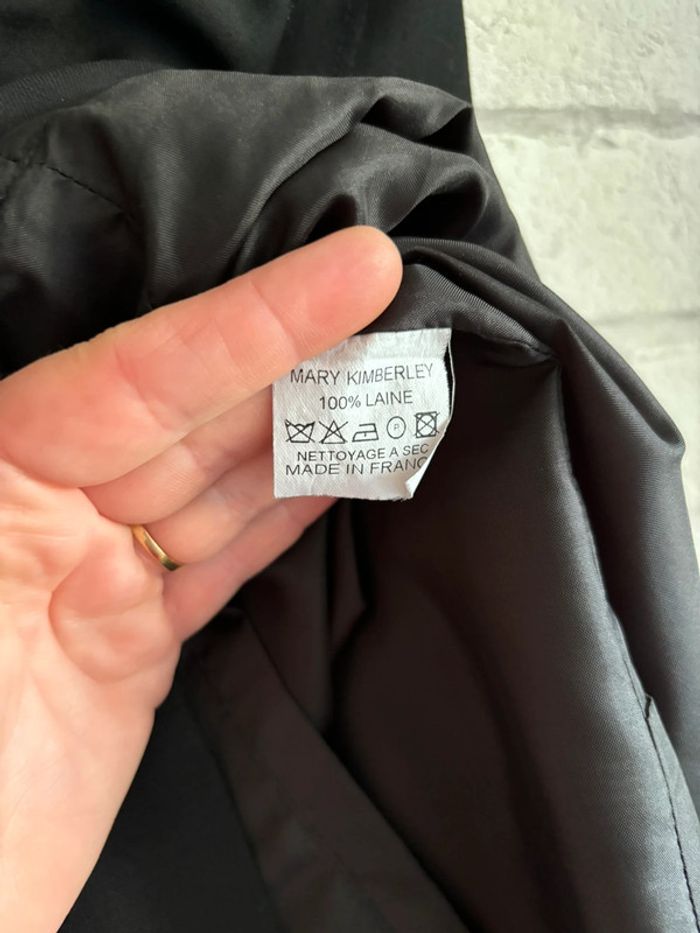 MARY KIMBERLEY
100% LAINE
P
NETTOYAGE A SEC
MADE IN FRANC